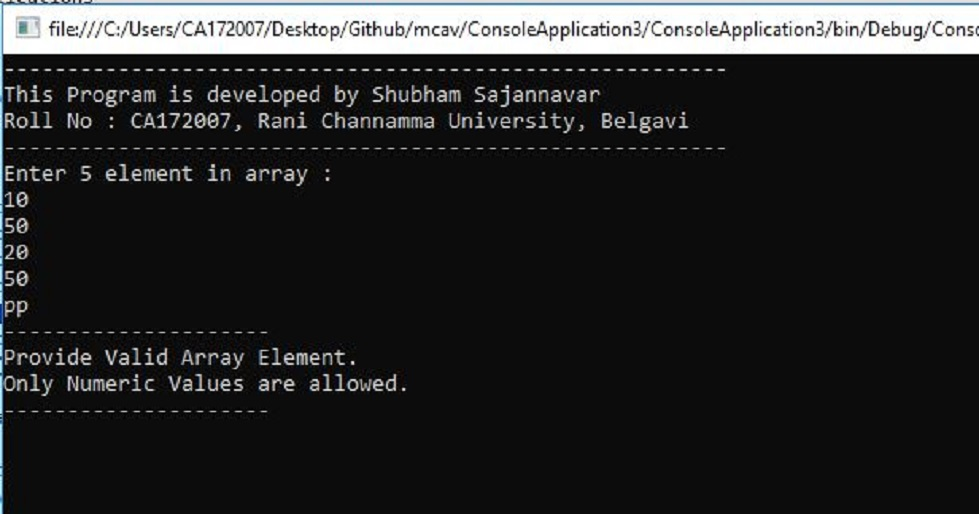 file:///C:/Users/CA172007/Desktop/Github/mcav/ConsoleApplication3/ConsoleApplication3/bin/Debug/Conso
------------------------------------------------------------
This Program is developed by Shubham Sajannavar
Roll No : CA172007, Rani Channamma University, Belgavi
------------------------------------------------------------
Enter 5 element in array :
10
50
20
50
pp
---------------------
Provide Valid Array Element.
Only Numeric Values are allowed.
---------------------